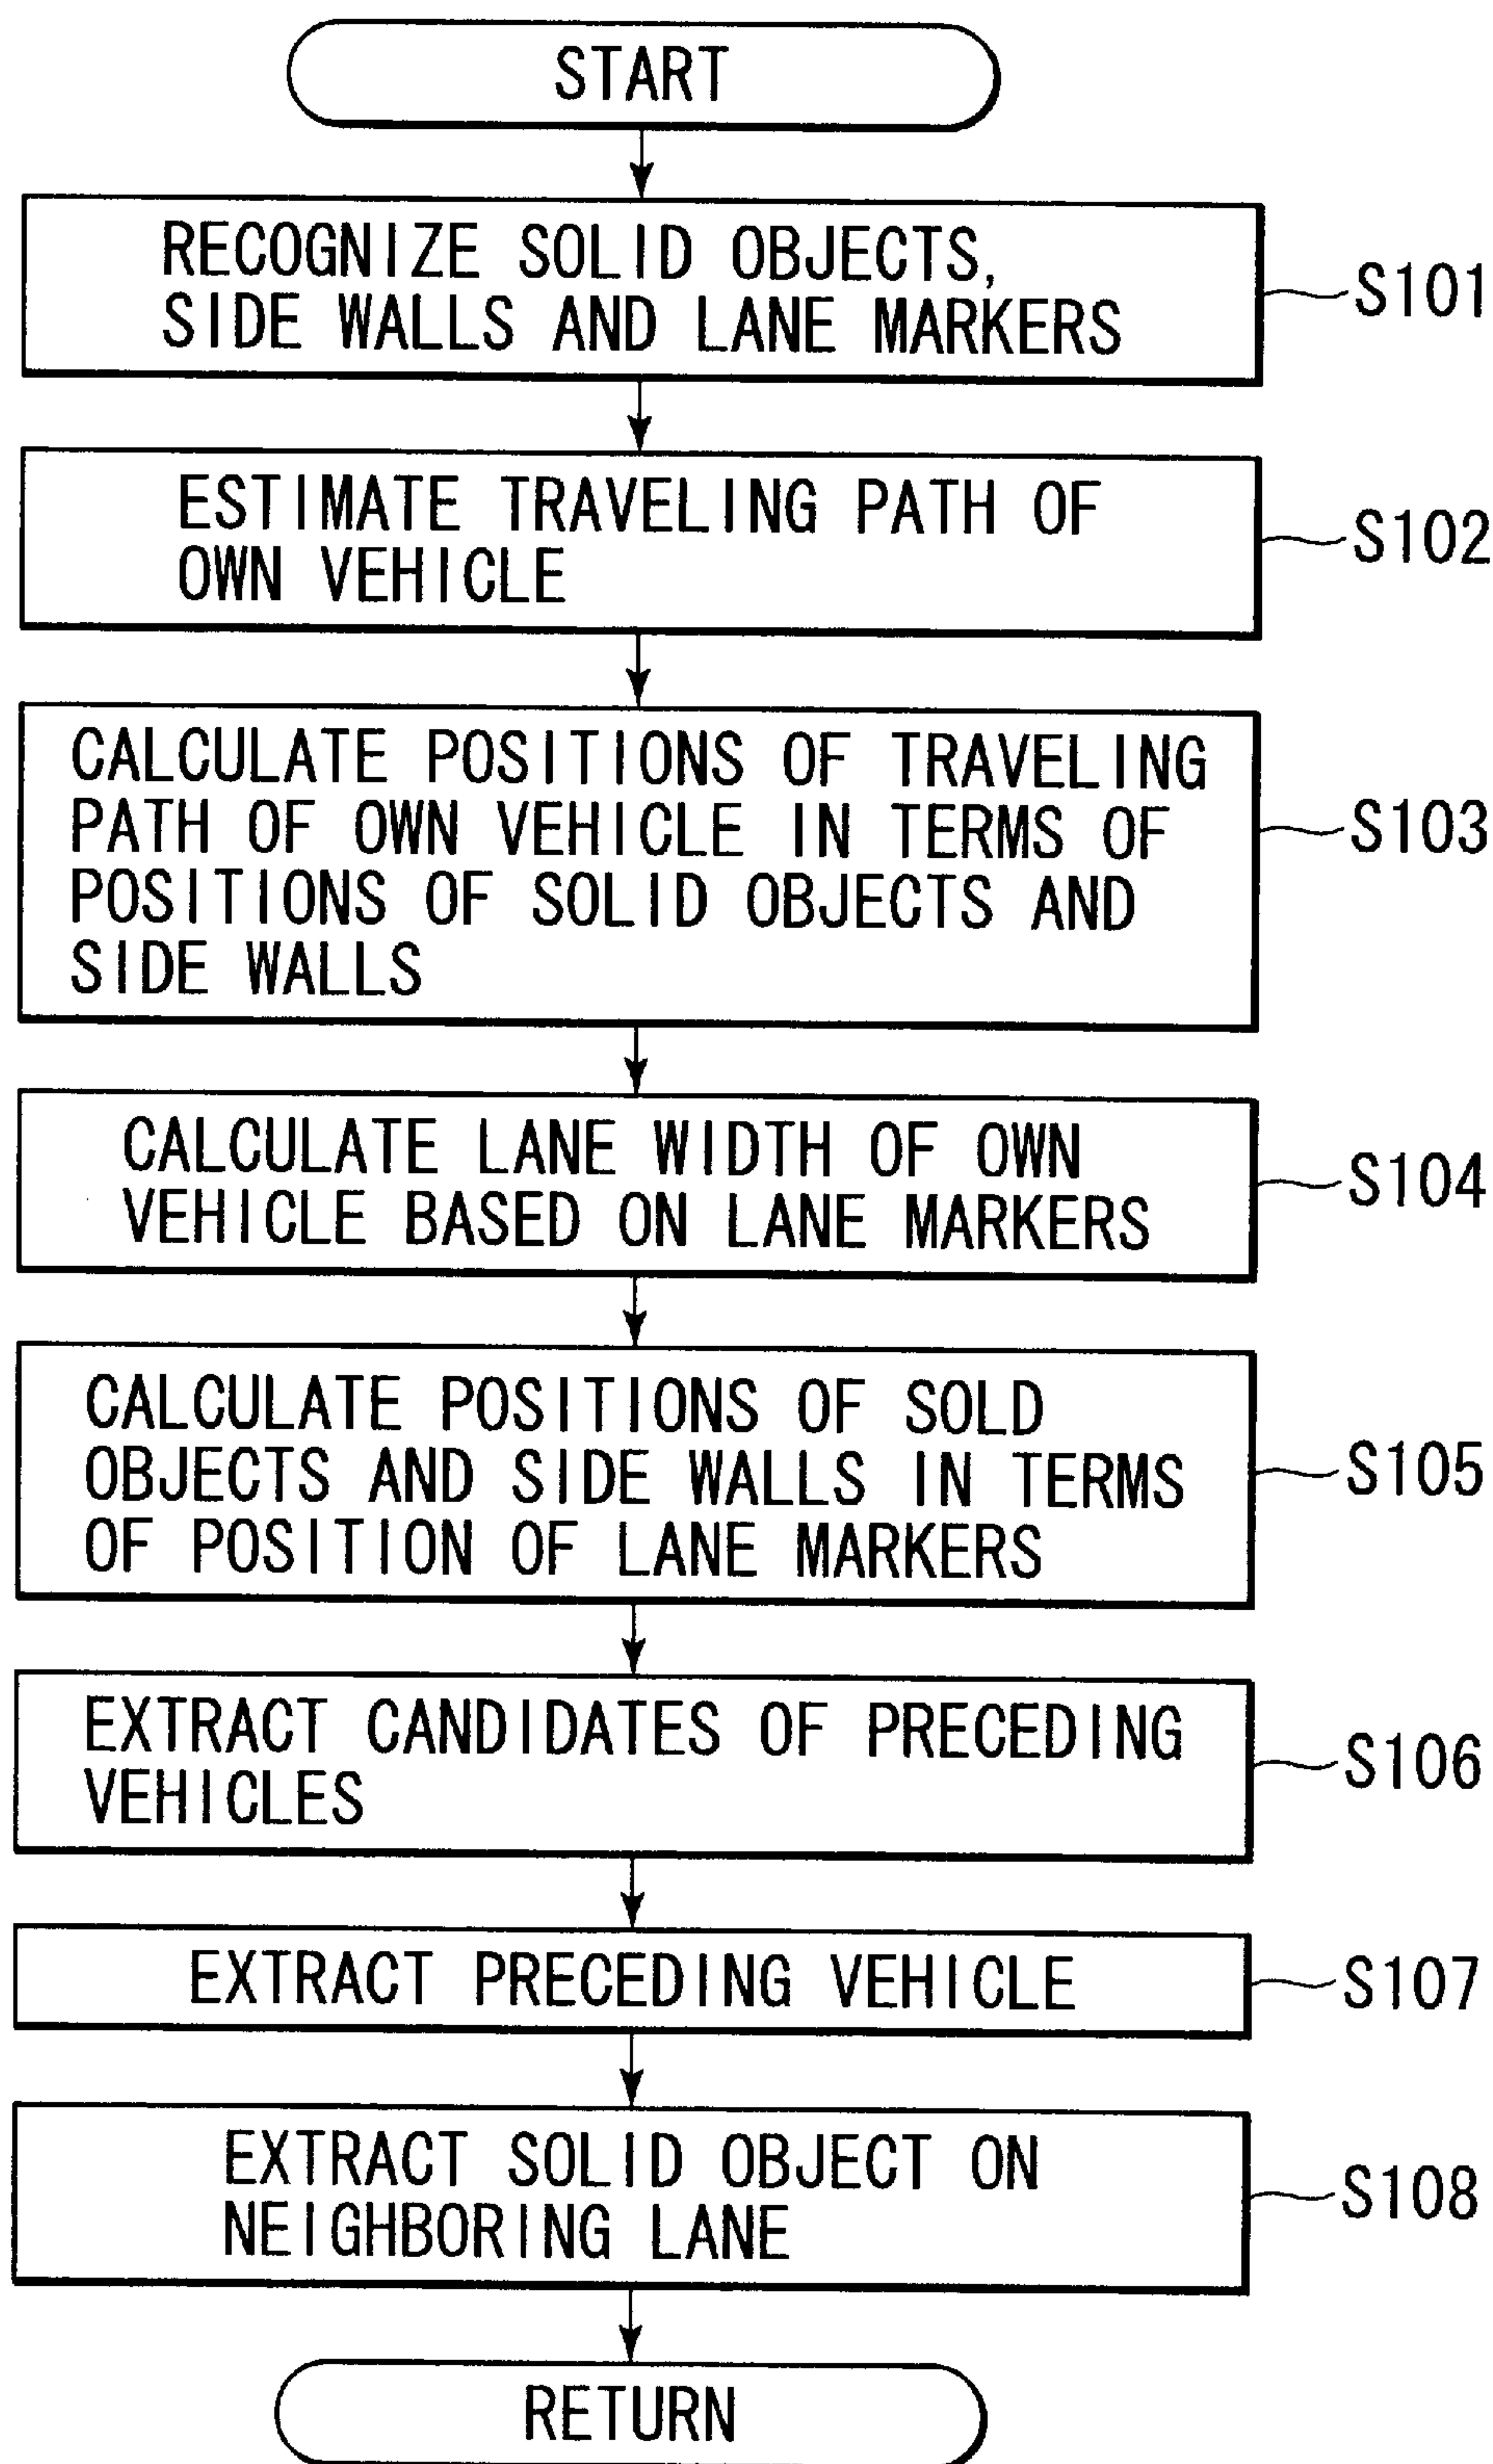 START
RECOGNIZE SOLID OBJECTS,
SIDE WALLS AND LANE MARKERS
S101
ESTIMATE TRAVELING PATH OF
OWN VEHICLE
S102
CALCULATE POSITIONS OF TRAVELING
PATH OF OWN VEHICLE IN TERMS OF
POSITIONS OF SOLID OBJECTS AND
SIDE WALLS
S103
CALCULATE LANE WIDTH OF OWN
VEHICLE BASED ON LANE MARKERS
S104
CALCULATE POSITIONS OF SOLD
OBJECTS AND SIDE WALLS IN TERMS
OF POSITION OF LANE MARKERS
S105
EXTRACT CANDIDATES OF PRECEDING
VEHICLES
S106
EXTRACT PRECEDING VEHICLE
S107
EXTRACT SOLID OBJECT ON
NEIGHBORING LANE
S108
RETURN